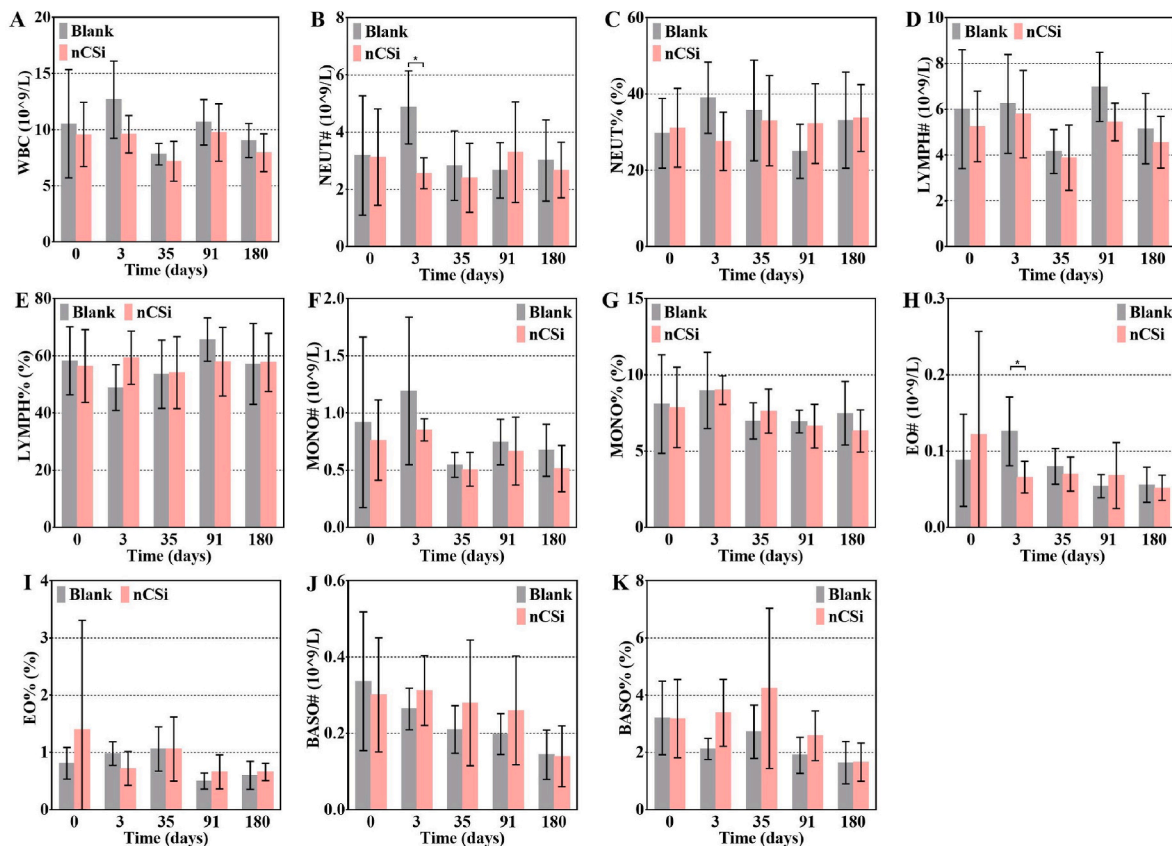 A
WBC (10^9/L)
20
15
10
5
0
Blank
nCSi
0 3 35 91 180
Time (days)
B
NEUT# (10^9/L)
8
6
4
2
0
Blank
nCSi
*
0 3 35 91 180
Time (days)
C
NEUT% (%)
60
40
20
0
Blank
nCSi
0 3 35 91 180
Time (days)
D
LYMPH# (10^9/L)
10
8
6
4
6
0
Blank nCSi
0 3 35 91 180
Time (days)
E
LYMPH% (%)
80
60
40
20
0
Blank nCSi
0 3 35 91 180
Time (days)
F
MONO# (10^9/L)
2.0
1.5
1.0
0.5
0.0
Blank
nCSi
0 3 35 91 180
Time (days)
G
MONO% (%)
15
10
5
0
Blank
nCSi
0 3 35 91 180
Time (days)
H
EO# (10^9/L)
0.3
0.2
0.1
0.0
Blank
nCSi
*
0 3 35 91 180
Time (days)
I
EO% (%)
4
3
2
1
0
Blank nCSi
0 3 35 91 180
Time (days)
J
BASO# (10^9/L)
0.6
0.4
0.2
0.0
Blank
nCSi
0 3 35 91 180
Time (days)
K
BASO% (%)
8
6
4
2
0
Blank
nCSi
0 3 35 91 180
Time (days)